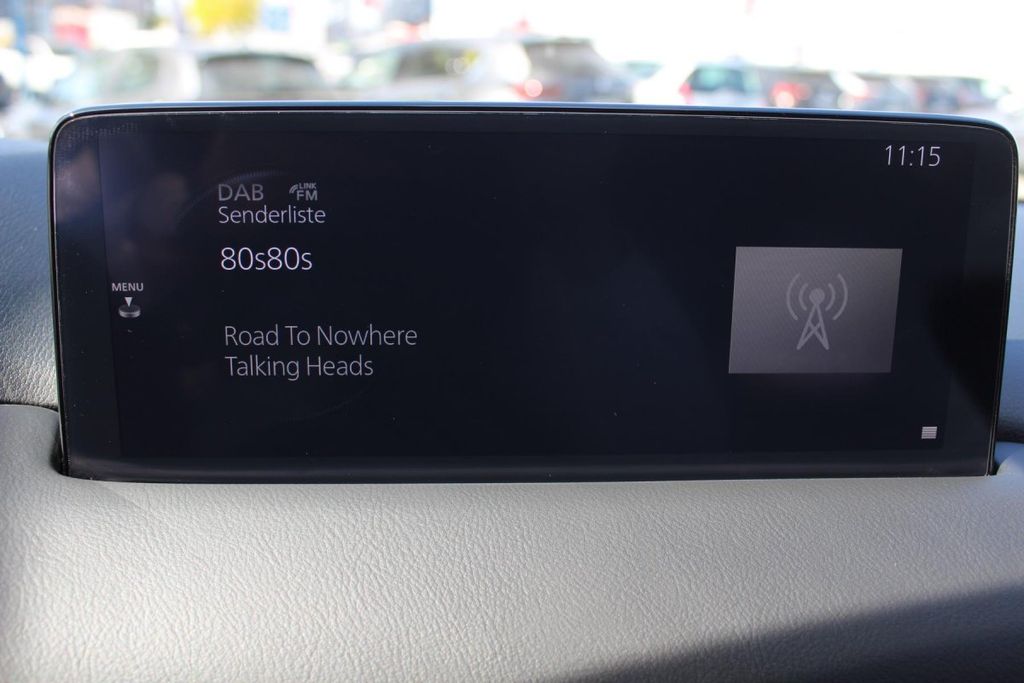 11:15
DAB LINK FM
Senderliste
80s80s
MENU
Road To Nowhere
Talking Heads